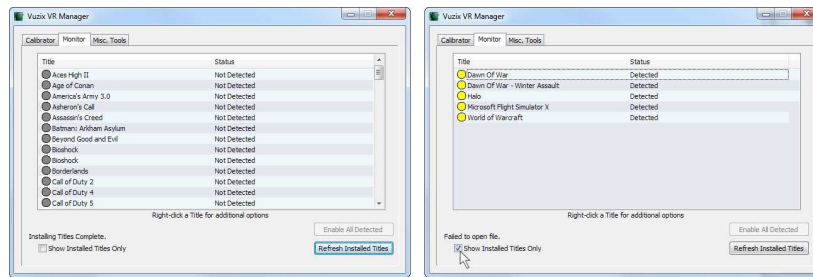 Vuzix VR Manager
Calibrator Monitor Misc. Tools
Title Status
Aces High II Not Detected
Age of Conan Not Detected
America's Army 3.0 Not Detected
Asheron's Call Not Detected
Assassin's Creed Not Detected
Batman: Arkham Asylum Not Detected
Beyond Good and Evil Not Detected
Bioshock Not Detected
Bioshock Not Detected
Borderlands Not Detected
Call of Duty 2 Not Detected
Call of Duty 4 Not Detected
Call of Duty 5 Not Detected
Right-click a Title for additional options
Enable All Detected
Installing Titles Complete.
Show Installed Titles Only Refresh Installed Titles
Vuzix VR Manager
Calibrator Monitor Misc. Tools
Title Status
Dawn Of War Detected
Dawn Of War - Winter Assault Detected
Halo Detected
Microsoft Flight Simulator X Detected
World of Warcraft Detected
Right-click a Title for additional options
Enable All Detected
Failed to open file.
Show Installed Titles Only Refresh Installed Titles